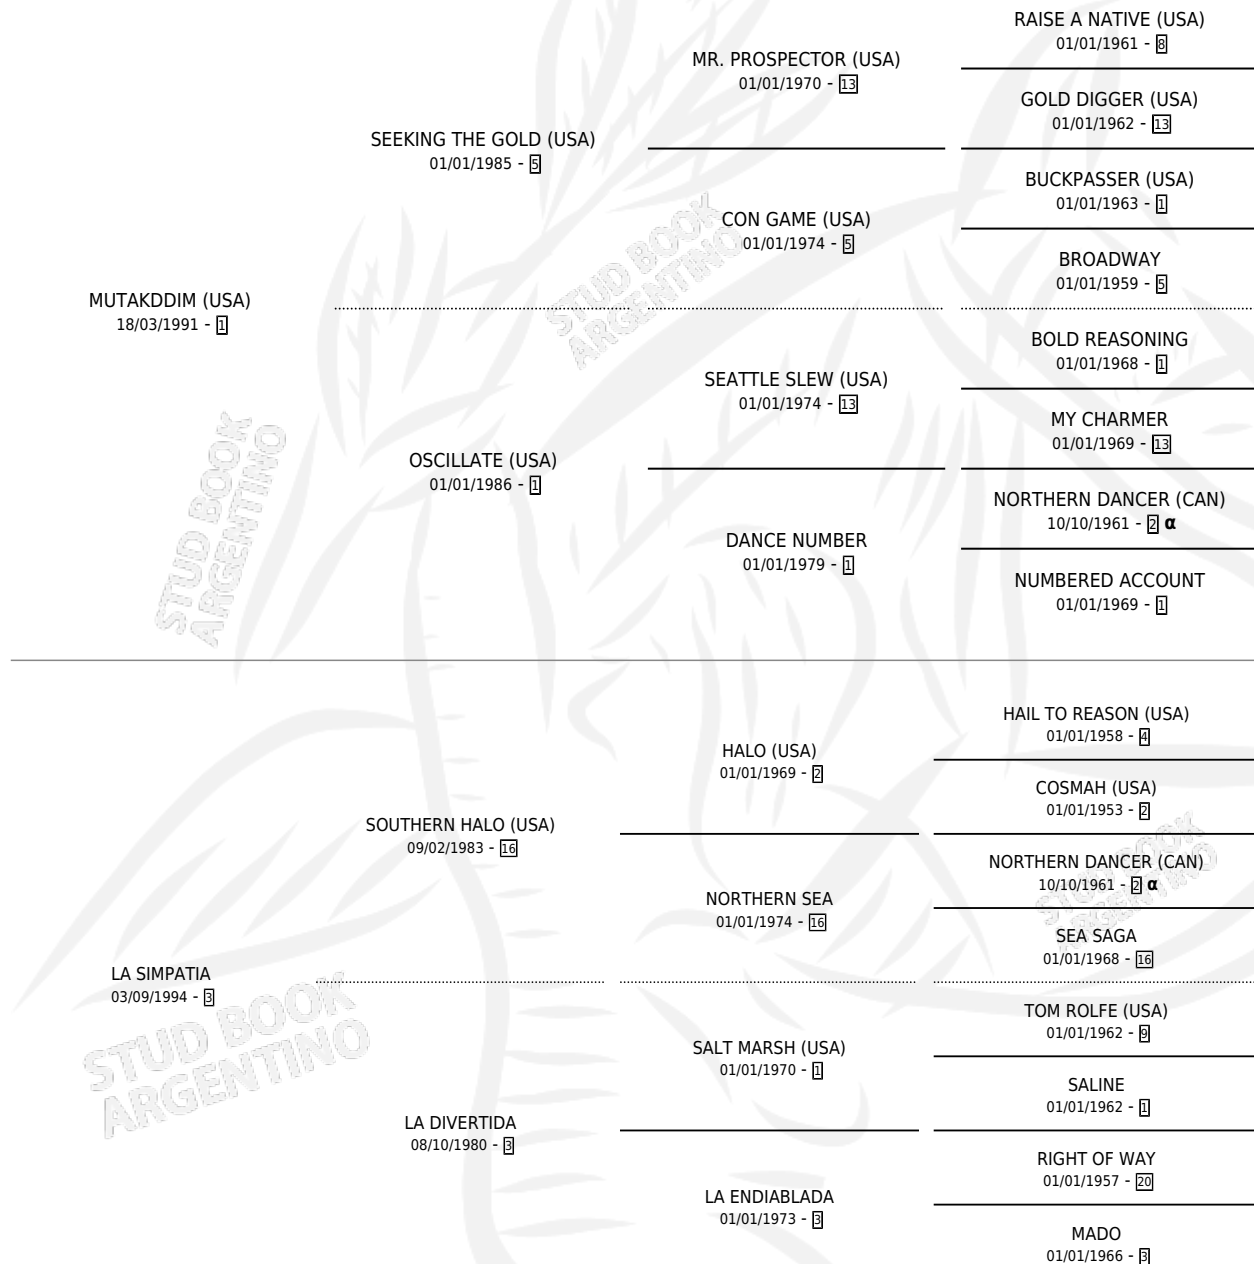 RAISE A NATIVE (USA)
01/01/1961 - 8
MR. PROSPECTOR (USA)
01/01/1970 - 13
GOLD DIGGER (USA)
01/01/1962 - 13
SEEKING THE GOLD (USA)
01/01/1985 - 5
BUCKPASSER (USA)
01/01/1963 - 1
CON GAME (USA)
01/01/1974 - 5
BROADWAY
01/01/1959 - 5
MUTAKDDIM (USA)
18/03/1991 - 1
BOLD REASONING
01/01/1968 - 1
SEATTLE SLEW (USA)
01/01/1974 - 13
MY CHARMER
01/01/1969 - 13
OSCILLATE (USA)
01/01/1986 - 1
NORTHERN DANCER (CAN)
10/10/1961 - 2 α
DANCE NUMBER
01/01/1979 - 1
NUMBERED ACCOUNT
01/01/1969 - 1
HAIL TO REASON (USA)
01/01/1958 - 4
HALO (USA)
01/01/1969 - 2
COSMAH (USA)
01/01/1953 - 2
SOUTHERN HALO (USA)
09/02/1983 - 16
NORTHERN DANCER (CAN)
10/10/1961 - 2 α
NORTHERN SEA
01/01/1974 - 16
SEA SAGA
01/01/1968 - 16
LA SIMPATIA
03/09/1994 - 3
TOM ROLFE (USA)
01/01/1962 - 9
SALT MARSH (USA)
01/01/1970 - 1
SALINE
01/01/1962 - 1
LA DIVERTIDA
08/10/1980 - 3
RIGHT OF WAY
01/01/1957 - 20
LA ENDIABLADA
01/01/1973 - 3
MADO
01/01/1966 - 3
STUD BOOK
ARGENTINO
STUD BOOK
ARGENTINO
STUD BOOK
ARGENTINO
STUD BOOK
ARGENTINO